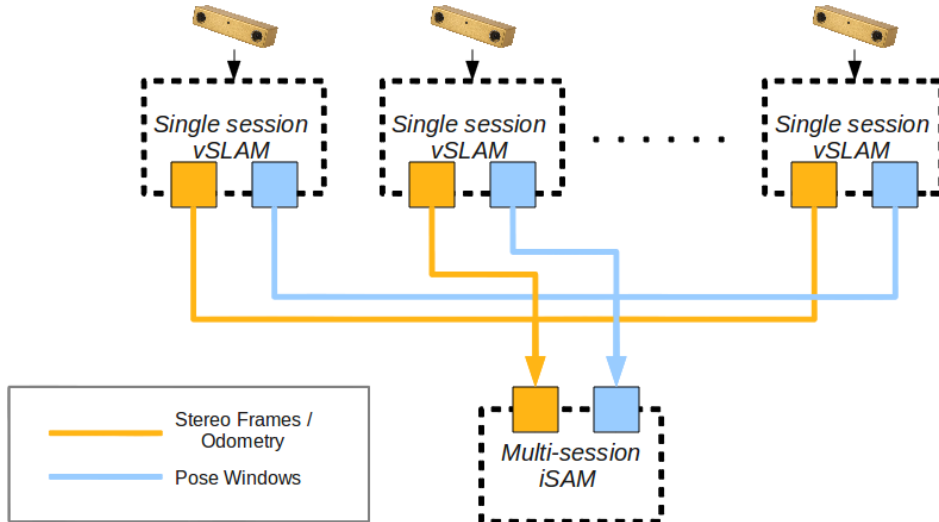 Single session
vSLAM
Single session
vSLAM
Single session
vSLAM
Stereo Frames /
Odometry
Pose Windows
Multi-session
iSAM